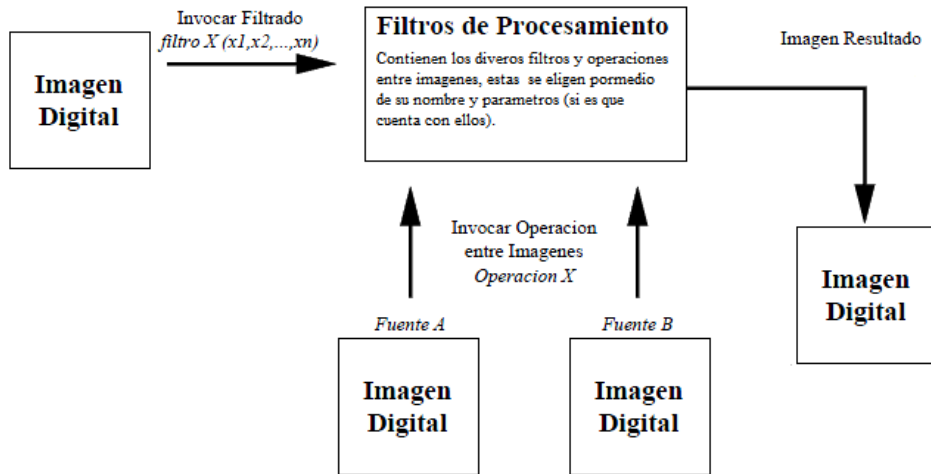 Invocar Filtrado
filtro X (x1,x2,...,xn)
Imagen
Digital
Filtros de Procesamiento
Contienen los diveros filtros y operaciones
entre imagenes, estas se eligen pormedio
de su nombre y parametros (si es que
cuenta con ellos).
Imagen Resultado
Imagen
Digital
Invocar Operacion
entre Imagenes
Operacion X
Fuente A
Imagen
Digital
Fuente B
Imagen
Digital